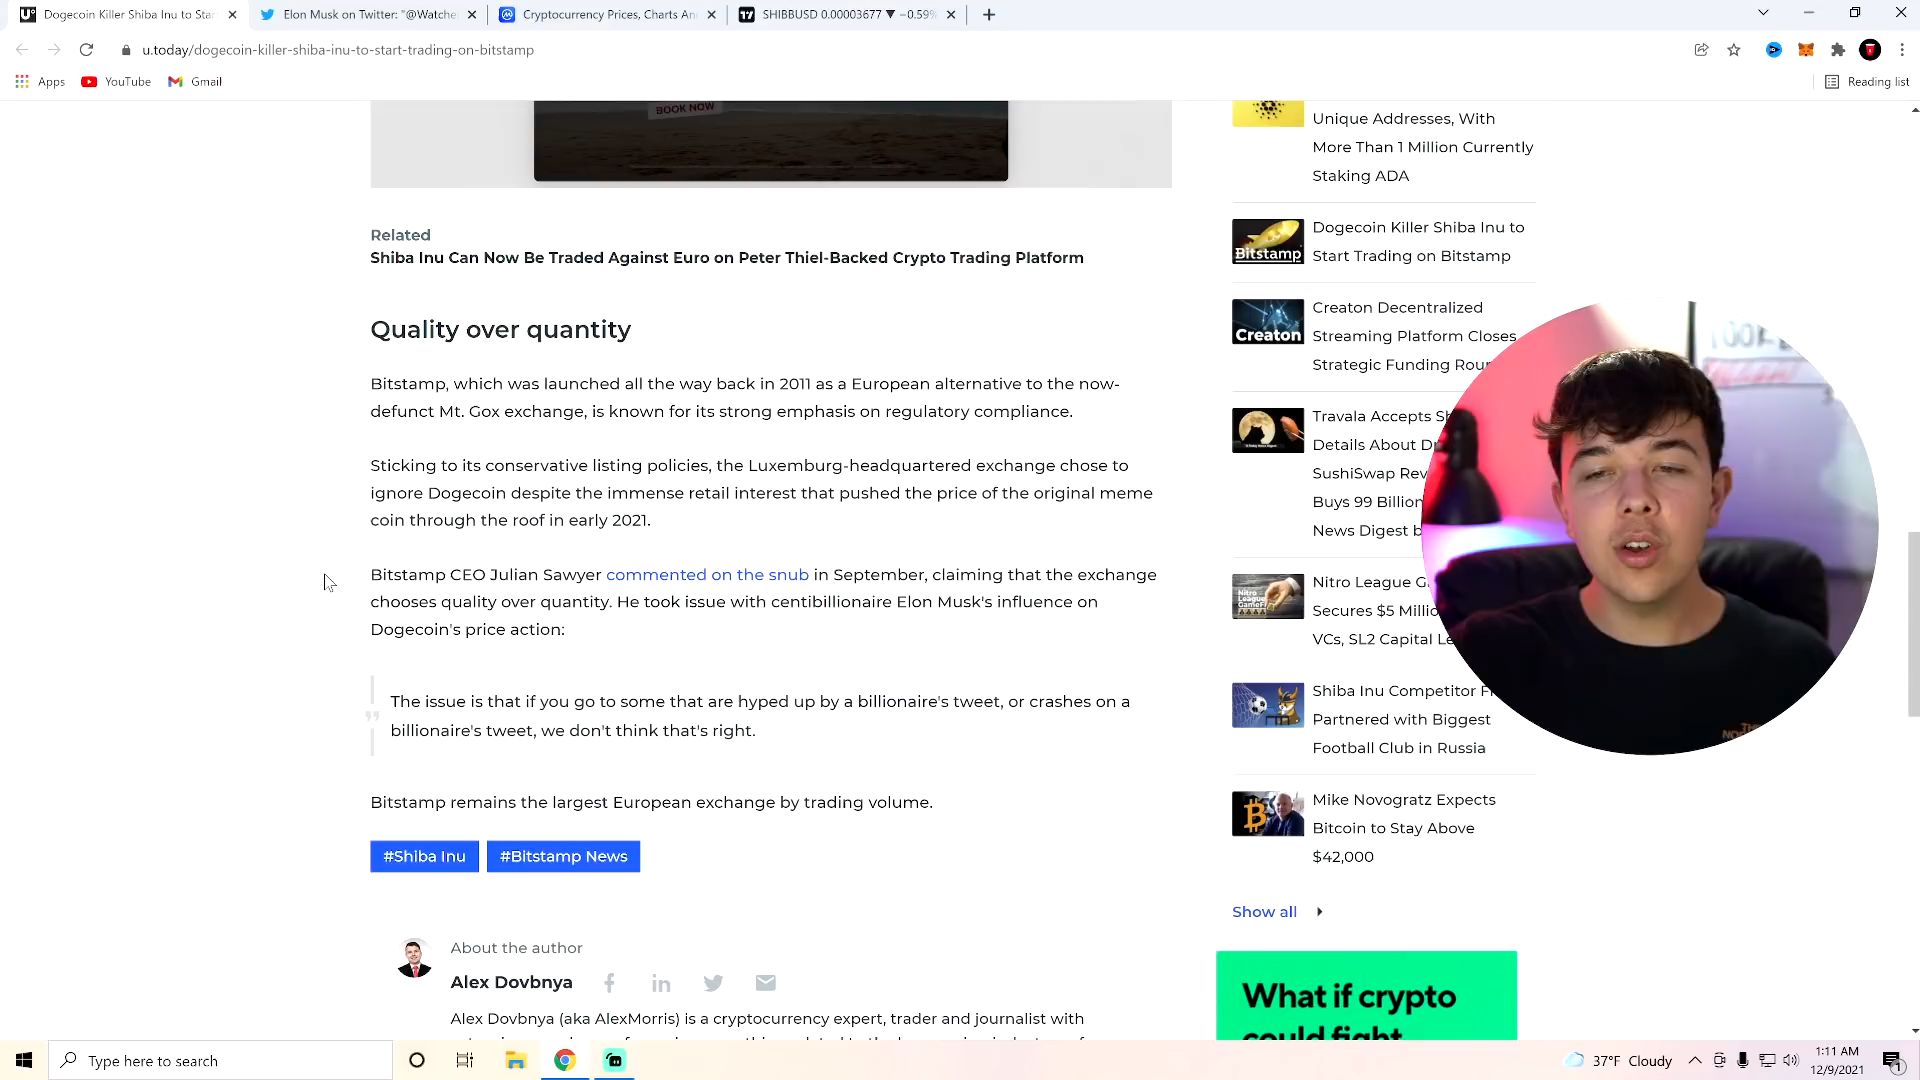 Dogecoin Killer Shiba Inu to Star
Elon Musk on Twitter: "@Watche
Cryptocurrency Prices, Charts An
SHIBBUSD 0.00003677 ▼ −0.59%
u.today/dogecoin-killer-shiba-inu-to-start-trading-on-bitstamp
Apps
YouTube
Gmail
Reading list
BOOK NOW
Related
Shiba Inu Can Now Be Traded Against Euro on Peter Thiel-Backed Crypto Trading Platform
Quality over quantity
Bitstamp, which was launched all the way back in 2011 as a European alternative to the now-
defunct Mt. Gox exchange, is known for its strong emphasis on regulatory compliance.
Sticking to its conservative listing policies, the Luxemburg-headquartered exchange chose to
ignore Dogecoin despite the immense retail interest that pushed the price of the original meme
coin through the roof in early 2021.
Bitstamp CEO Julian Sawyer commented on the snub in September, claiming that the exchange
chooses quality over quantity. He took issue with centibillionaire Elon Musk's influence on
Dogecoin's price action:
The issue is that if you go to some that are hyped up by a billionaire's tweet, or crashes on a
billionaire's tweet, we don't think that's right.
Bitstamp remains the largest European exchange by trading volume.
#Shiba Inu
#Bitstamp News
About the author
Alex Dovbnya
Alex Dovbnya (aka AlexMorris) is a cryptocurrency expert, trader and journalist with
Unique Addresses, With
More Than 1 Million Currently
Staking ADA
Bitstamp
Dogecoin Killer Shiba Inu to
Start Trading on Bitstamp
Creaton
Creaton Decentralized
Streaming Platform Closes
Strategic Funding Rou
Travala Accepts S
Details About D
SushiSwap Rev
Buys 99 Billion
News Digest b
Nitro League
GameFi
Nitro League G
Secures $5 Millio
VCs, SL2 Capital Le
Shiba Inu Competitor F
Partnered with Biggest
Football Club in Russia
Mike Novogratz Expects
Bitcoin to Stay Above
$42,000
Show all
What if crypto
could fight
Type here to search
37°F Cloudy
1:11 AM
12/9/2021
1